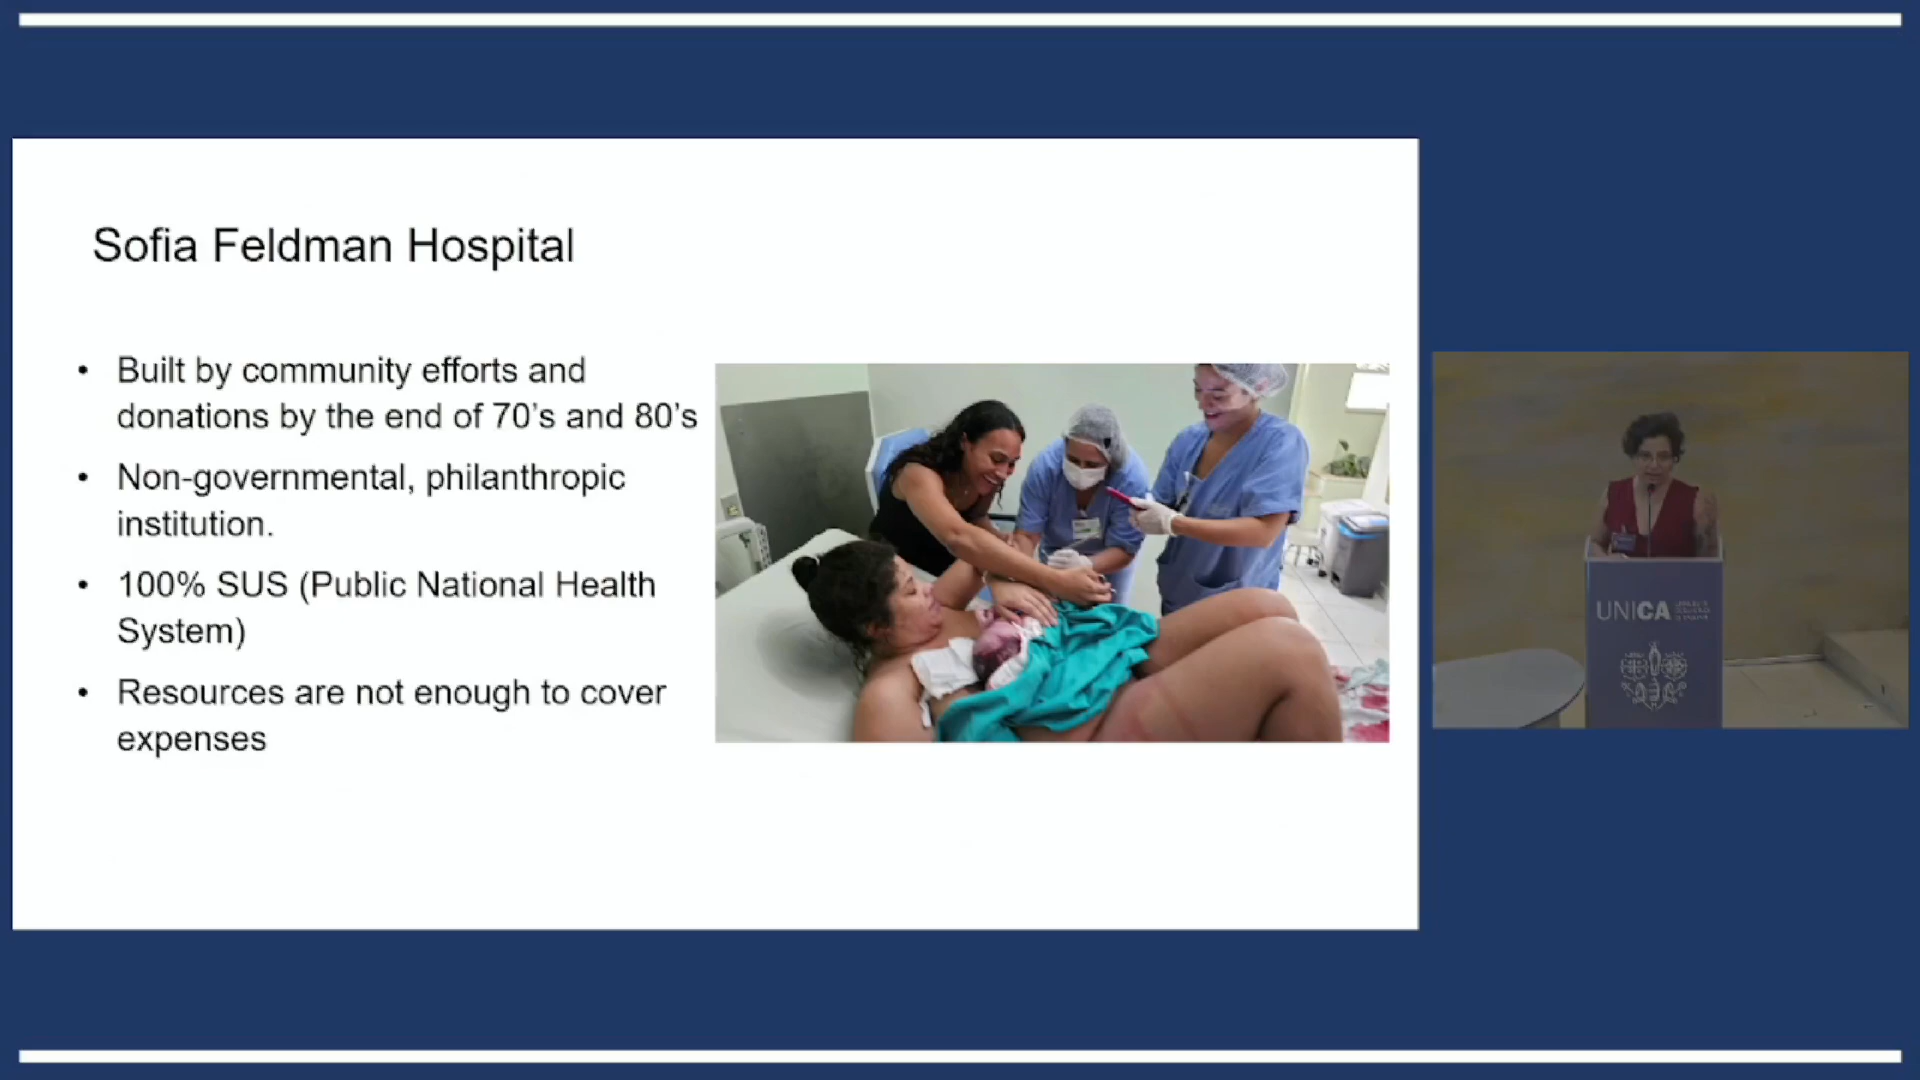 Sofia Feldman Hospital
• Built by community efforts and
donations by the end of 70’s and 80’s
• Non-governmental, philanthropic
institution.
• 100% SUS (Public National Health
System)
• Resources are not enough to cover
expenses
UNICA